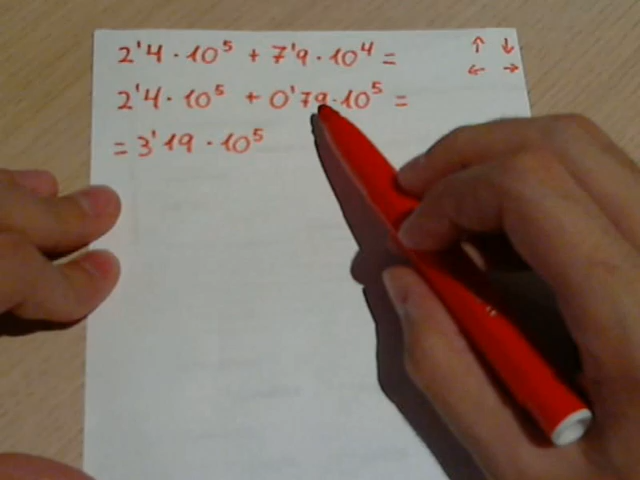 2'4 · 10⁵ + 7'9 · 10⁴ = ↑ ↓
← →
2'4 · 10⁵ + 0'79 · 10⁵ =
= 3'19 · 10⁵